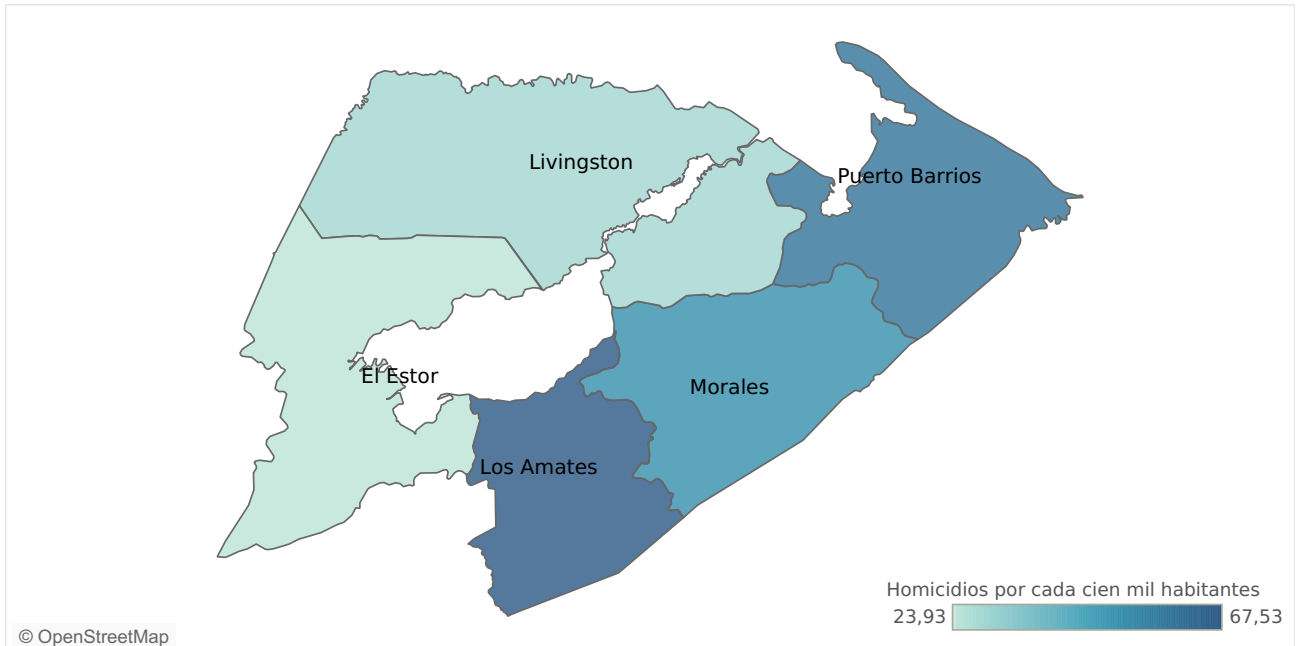 Livingston
Puerto Barrios
El Estor
Morales
Los Amates
Homicidios por cada cien mil habitantes
23,93 67,53
© OpenStreetMap